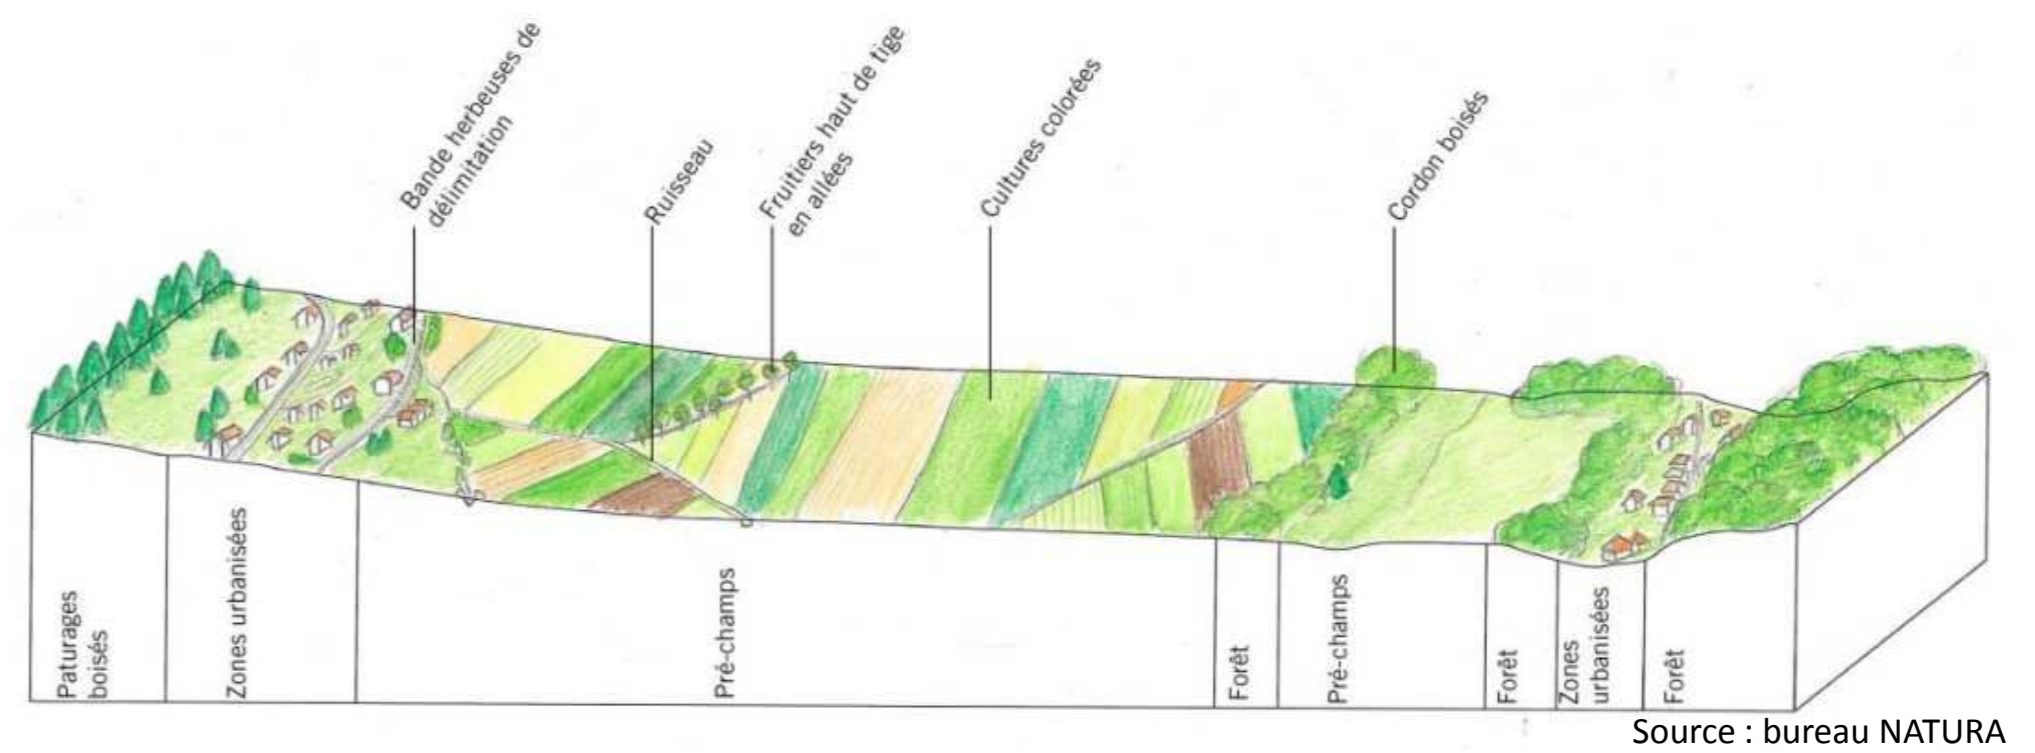 Bande herbeuses de
délimitation
Ruisseau
Fruitiers haut de tige
en allées
Cultures colorées
Cordon boisés
Paturages
boisés
Zones urbanisées
Pré-champs
Forêt
Pré-champs
Forêt
Zones
urbanisées
Forêt
Source : bureau NATURA